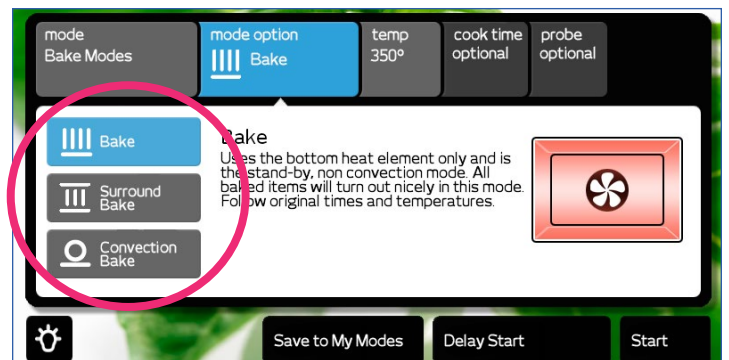 mode
Bake Modes
mode option
Bake
temp
350°
cook time
optional
probe
optional
Bake
Surround
Bake
Convection
Bake
Bake
Uses the bottom heat element only and is
the stand-by, non convection mode. All
baked items will turn out nicely in this mode.
Follow original times and temperatures.
Save to My Modes
Delay Start
Start